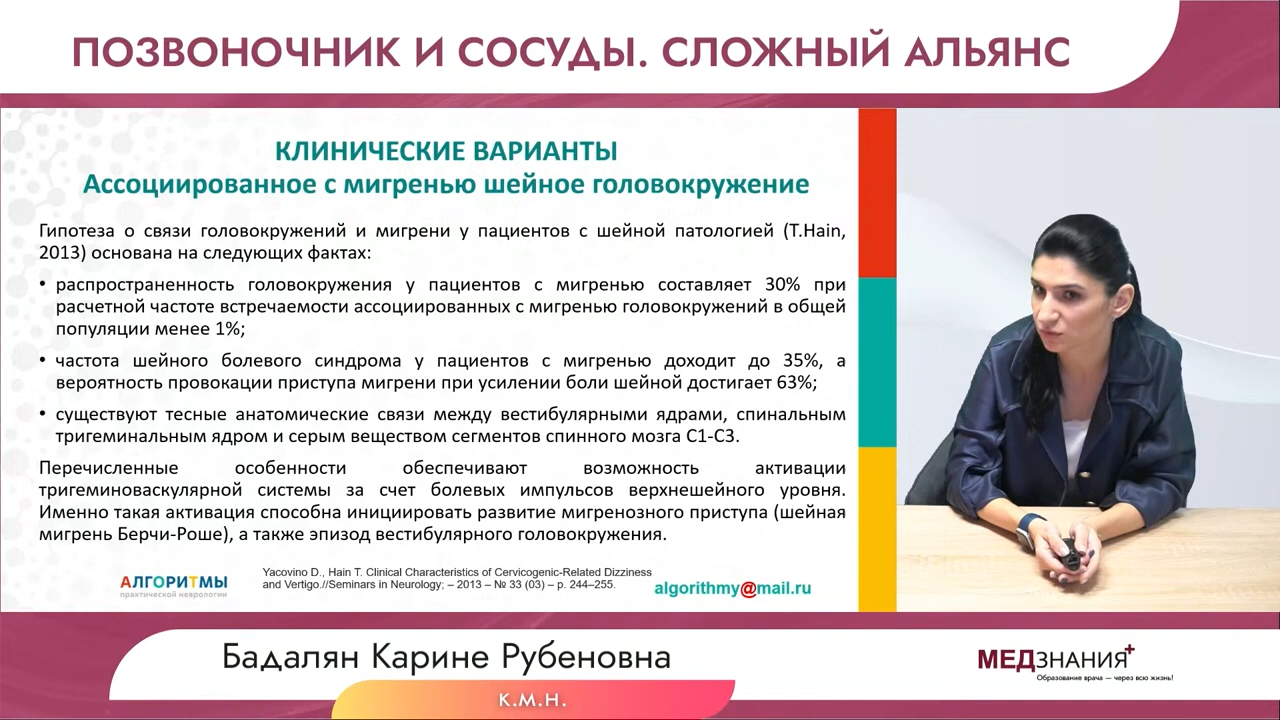 ПОЗВОНОЧНИК И СОСУДЫ. СЛОЖНЫЙ АЛЬЯНС
КЛИНИЧЕСКИЕ ВАРИАНТЫ
Ассоциированное с мигренью шейное головокружение
Гипотеза о связи головокружений и мигрени у пациентов с шейной патологией (T.Hain,
2013) основана на следующих фактах:
• распространенность головокружения у пациентов с мигренью составляет 30% при
расчетной частоте встречаемости ассоциированных с мигренью головокружений в общей
популяции менее 1%;
• частота шейного болевого синдрома у пациентов с мигренью доходит до 35%, а
вероятность провокации приступа мигрени при усилении боли шейной достигает 63%;
• существуют тесные анатомические связи между вестибулярными ядрами, спинальным
тригеминальным ядром и серым веществом сегментов спинного мозга C1-C3.
Перечисленные особенности обеспечивают возможность активации
тригеминоваскулярной системы за счет болевых импульсов верхнешейного уровня.
Именно такая активация способна инициировать развитие мигренозного приступа (шейная
мигрень Берчи-Роше), а также эпизод вестибулярного головокружения.
АЛГОРИТМЫ
практической неврологии
Yacovino D., Hain T. Clinical Characteristics of Cervicogenic-Related Dizziness
and Vertigo.//Seminars in Neurology; – 2013 – № 33 (03) – p. 244–255.
algorithmy@mail.ru
Бадалян Карине Рубеновна
К.М.Н.
МЕДЗНАНИЯ+
Образование врача — через всю жизнь!